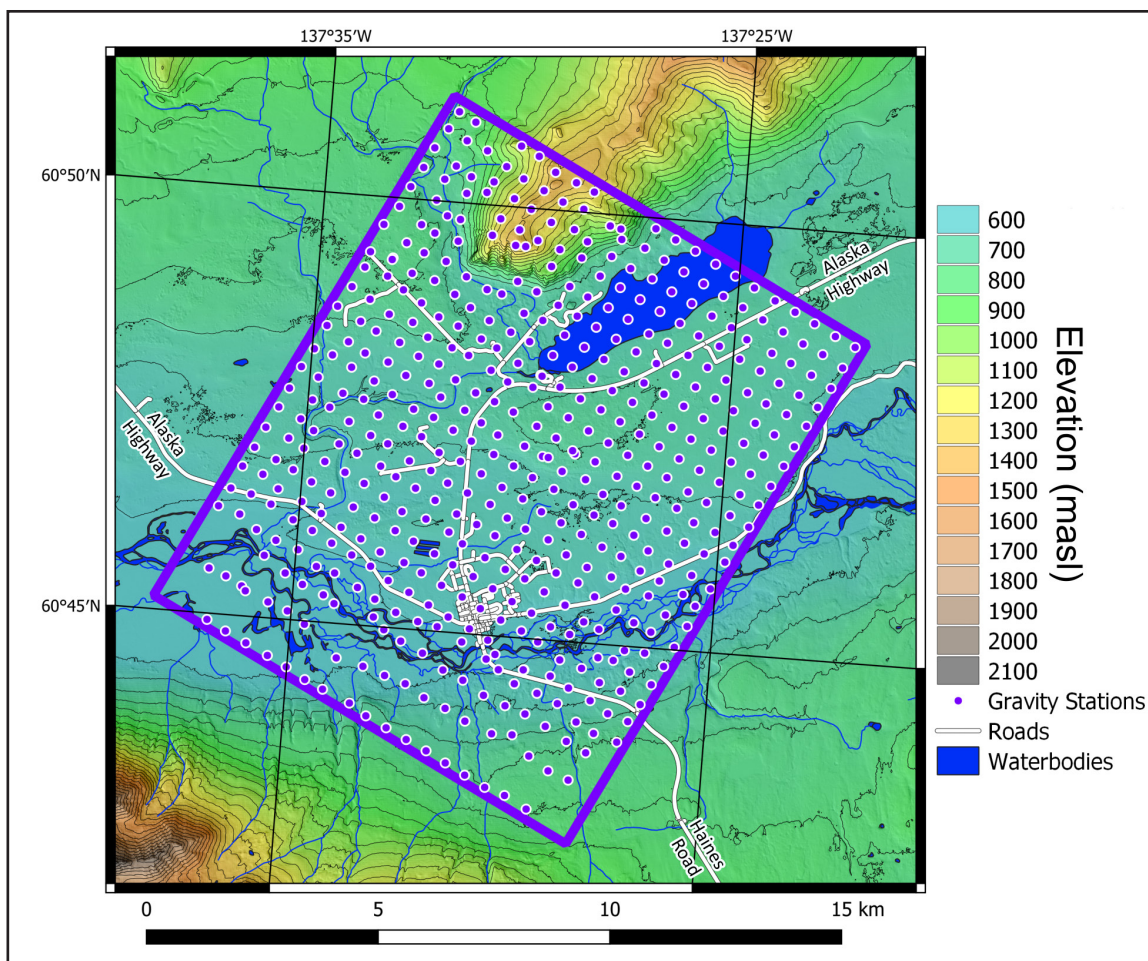 137°35'W
137°25'W
60°50'N
60°45'N
Alaska
Highway
Alaska
Highway
Haines
Road
600
700
800
900
1000
1100
1200
1300
1400
1500
1600
1700
1800
1900
2000
2100
Elevation (masl)
Gravity Stations
Roads
Waterbodies
0
5
10
15 km